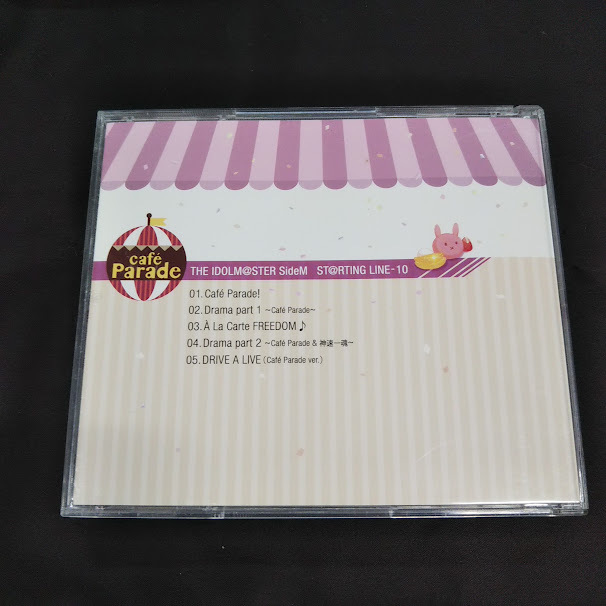 café
Parade
THE IDOLM@STER SideM ST@RTING LINE-10
01. Café Parade!
02. Drama part 1 ~Café Parade~
03. À La Carte FREEDOM♪
04. Drama part 2 ~Café Parade & 神速一魂~
05. DRIVE A LIVE (Café Parade ver.)